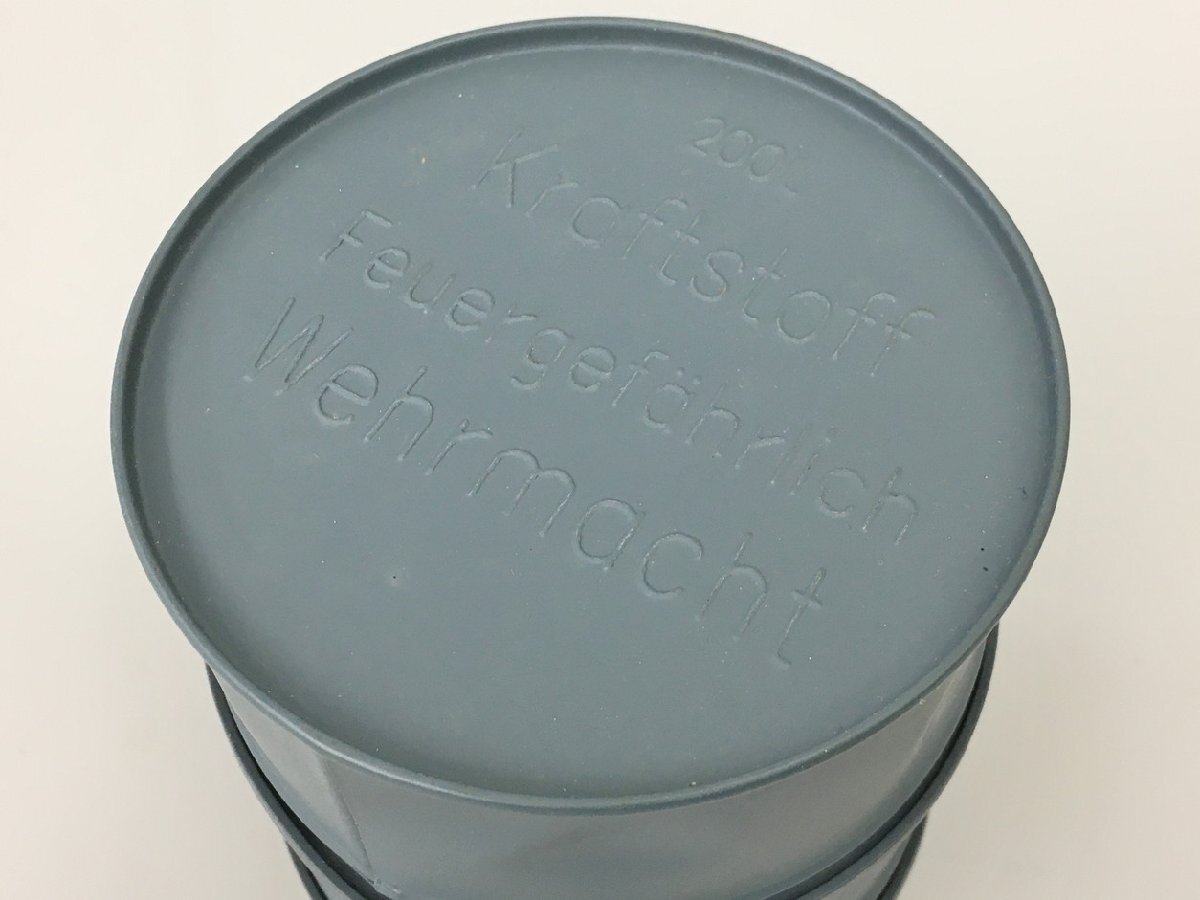 200L
Kraftstoff
Feuergefährlich
Wehrmacht